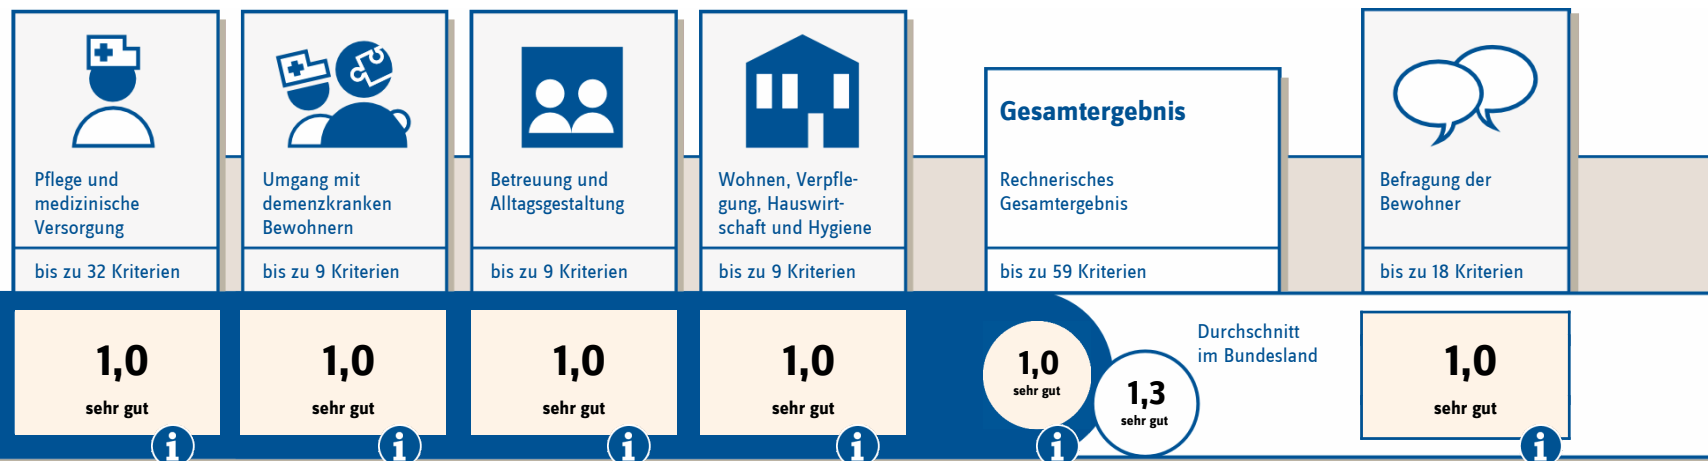 Pflege und
medizinische
Versorgung
bis zu 32 Kriterien
1,0
sehr gut
i
Umgang mit
demenzkranken
Bewohnern
bis zu 9 Kriterien
1,0
sehr gut
i
Betreuung und
Alltagsgestaltung
bis zu 9 Kriterien
1,0
sehr gut
i
Wohnen, Verpfle-
gung, Hauswirt-
schaft und Hygiene
bis zu 9 Kriterien
1,0
sehr gut
i
Gesamtergebnis
Rechnerisches
Gesamtergebnis
bis zu 59 Kriterien
1,0
sehr gut
i
Durchschnitt
im Bundesland
1,3
sehr gut
Befragung der
Bewohner
bis zu 18 Kriterien
1,0
sehr gut
i